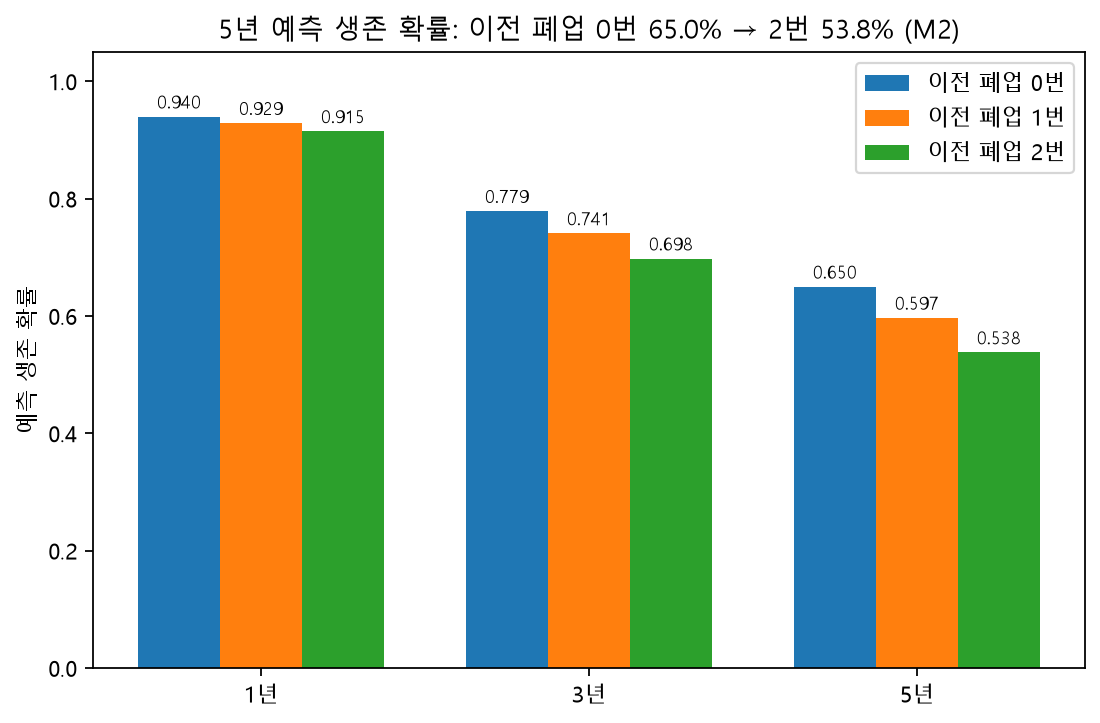 5년 예측 생존 확률: 이전 폐업 0번 65.0% → 2번 53.8% (M2)
이전 폐업 0번
이전 폐업 1번
이전 폐업 2번
예측 생존 확률
1.0
0.8
0.6
0.4
0.2
0.0
0.940
0.929
0.915
0.779
0.741
0.698
0.650
0.597
0.538
1년
3년
5년